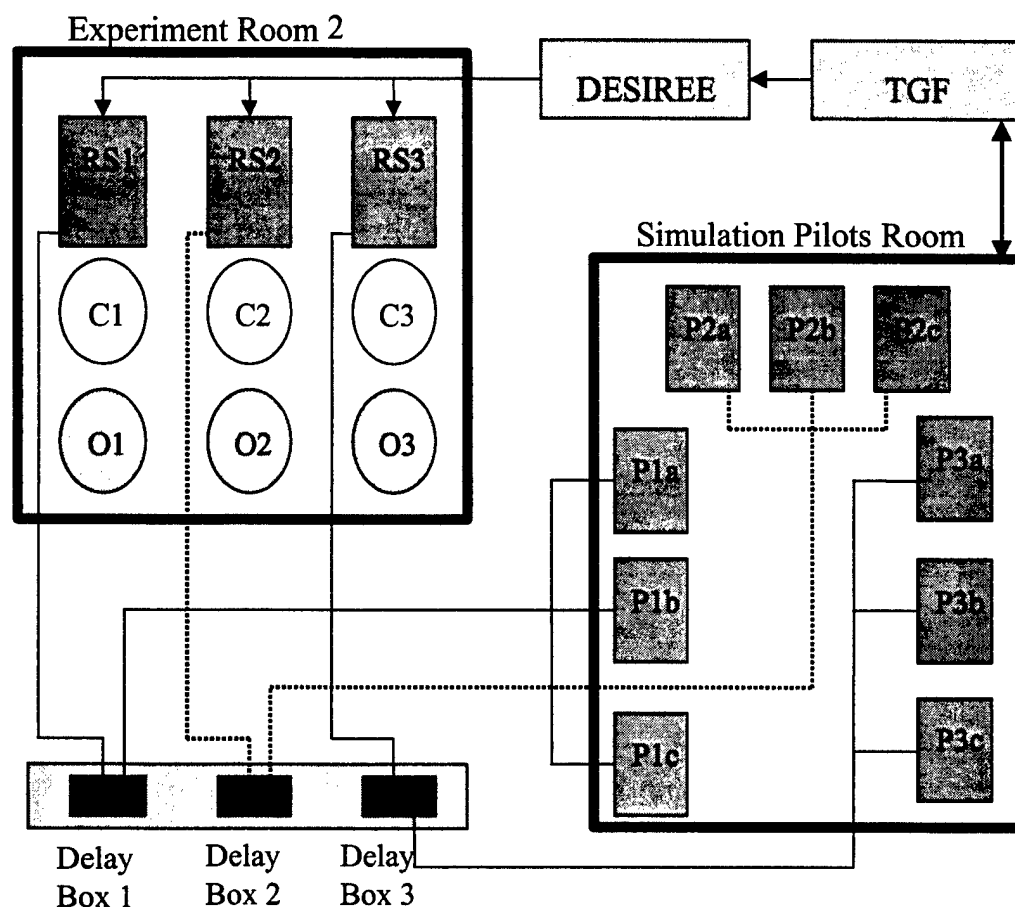 Experiment Room 2
DESIREE
TGF
RS1
RS2
RS3
Simulation Pilots Room
C1
C2
C3
P2a
P2b
P2c
O1
O2
O3
P1a
P3a
P1b
P3b
P1c
P3c
Delay
Box 1
Delay
Box 2
Delay
Box 3